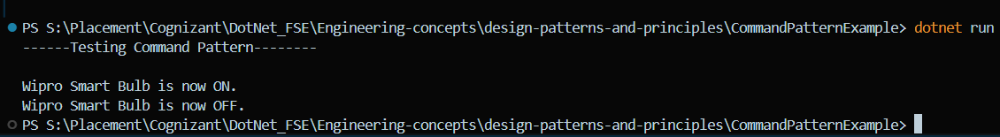 PS S:\Placement\Cognizant\DotNet_FSE\Engineering-concepts\design-patterns-and-principles\CommandPatternExample> dotnet run
------Testing Command Pattern--------
Wipro Smart Bulb is now ON.
Wipro Smart Bulb is now OFF.
PS S:\Placement\Cognizant\DotNet_FSE\Engineering-concepts\design-patterns-and-principles\CommandPatternExample>